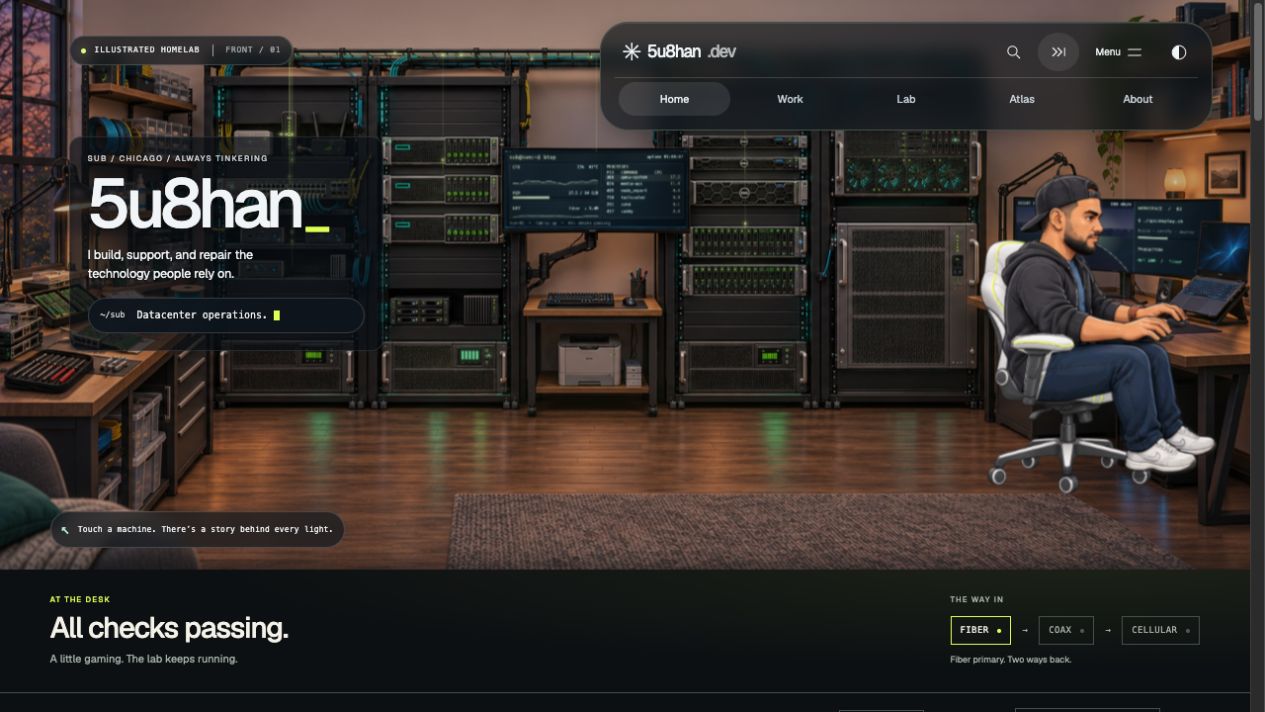 ILLUSTRATED HOMELAB | FRONT / 01
5u8han .dev
Menu
Home Work Lab Atlas About
SUB / CHICAGO / ALWAYS TINKERING
5u8han_
I build, support, and repair the
technology people rely on.
~/sub Datacenter operations.
Touch a machine. There's a story behind every light.
AT THE DESK
All checks passing.
A little gaming. The lab keeps running.
THE WAY IN
FIBER → COAX → CELLULAR
Fiber primary. Two ways back.